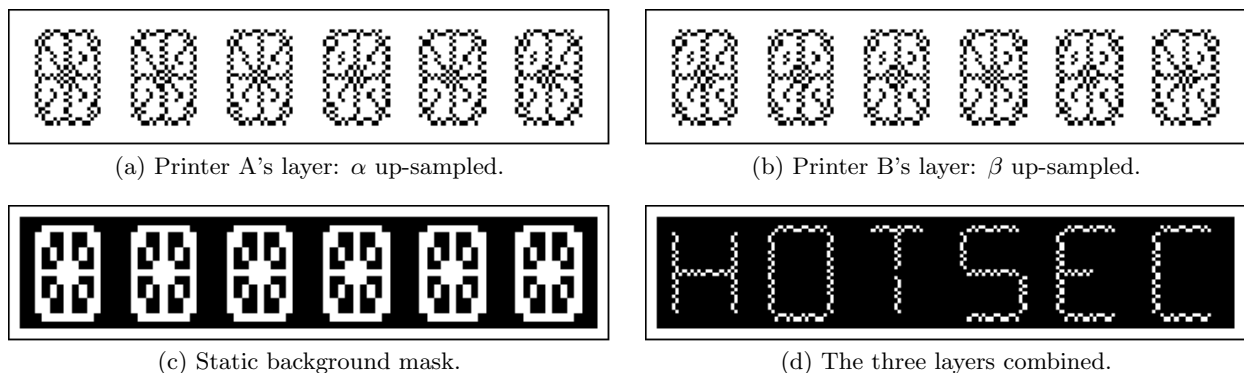 (a) Printer A's layer: α up-sampled.
(b) Printer B's layer: β up-sampled.
(c) Static background mask.
HOTSEC
(d) The three layers combined.